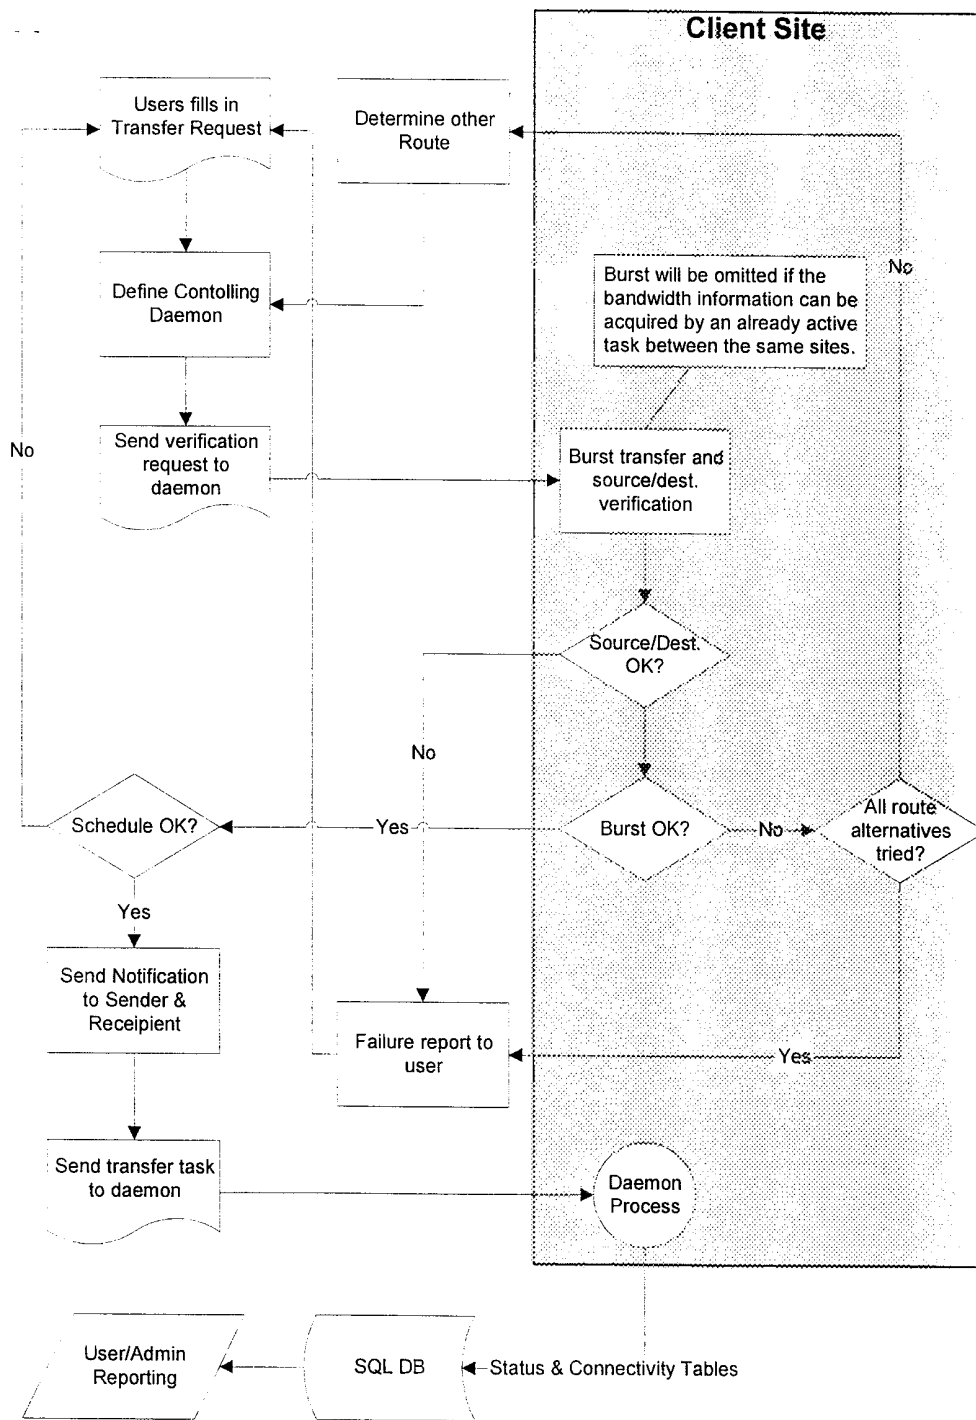 Client Site
Users fills in
Transfer Request
Determine other
Route
No
Burst will be omitted if the
bandwidth information can be
acquired by an already active
task between the same sites.
Define Contolling
Daemon
No
Send verification
request to
daemon
Burst transfer and
source/dest.
verification
Source/Dest.
OK?
No
Schedule OK?
Yes
Burst OK?
No
All route
alternatives
tried?
Yes
Send Notification
to Sender &
Receipient
Failure report to
user
Yes
Send transfer task
to daemon
Daemon
Process
User/Admin
Reporting
SQL DB
Status & Connectivity Tables